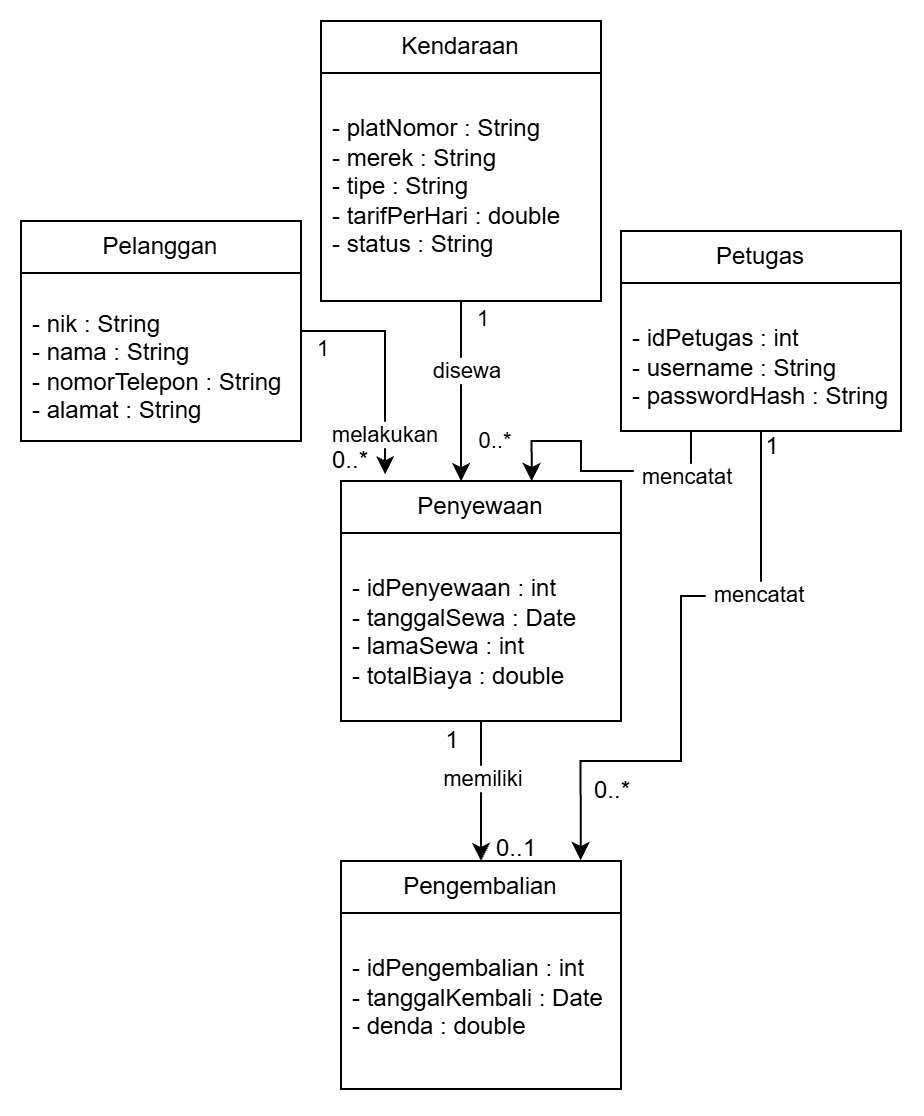 Kendaraan
- platNomor : String
- merek : String
- tipe : String
- tarifPerHari : double
- status : String
Pelanggan
- nik : String
- nama : String
- nomorTelepon : String
- alamat : String
Petugas
- idPetugas : int
- username : String
- passwordHash : String
1
1
disewa
melakukan
0..*
0..*
1
mencatat
Penyewaan
- idPenyewaan : int
- tanggalSewa : Date
- lamaSewa : int
- totalBiaya : double
mencatat
1
memiliki
0..*
0..1
Pengembalian
- idPengembalian : int
- tanggalKembali : Date
- denda : double